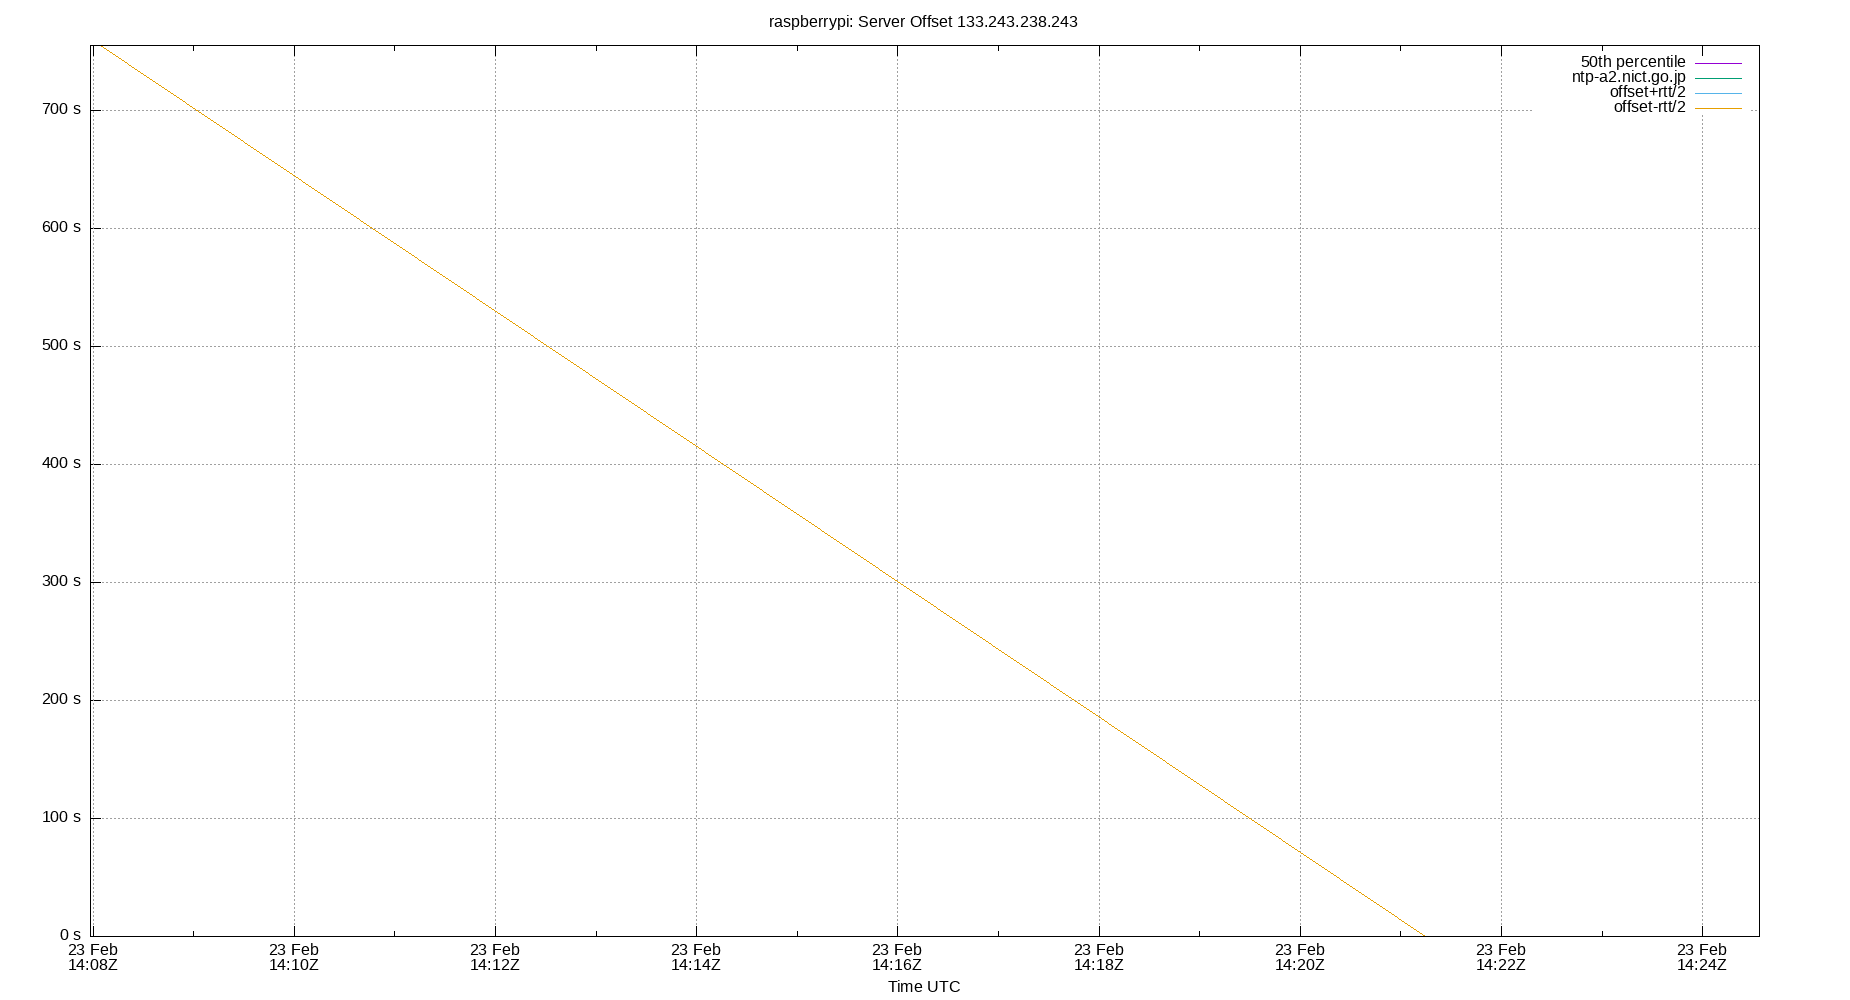 raspberrypi: Server Offset 133.243.238.243
50th percentile
ntp-a2.nict.go.jp
offset+rtt/2
offset-rtt/2
700 s
600 s
500 s
400 s
300 s
200 s
100 s
0 s
23 Feb 23 Feb 23 Feb 23 Feb 23 Feb 23 Feb 23 Feb 23 Feb 23 Feb
14:08Z 14:10Z 14:12Z 14:14Z 14:16Z 14:18Z 14:20Z 14:22Z 14:24Z
Time UTC